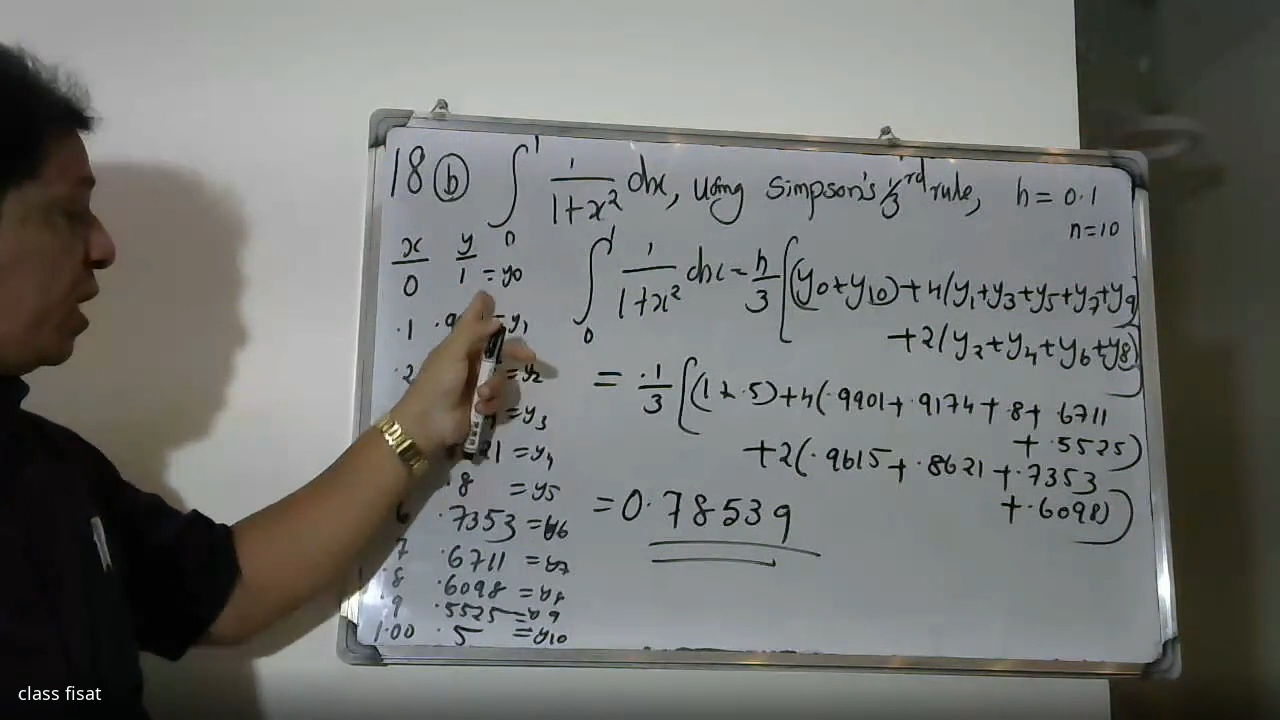 18 (b) ∫₀¹ 1/(1+x²) dx, using Simpson's 1/3rd rule, h = 0.1
n=10
x y
0 1 = y0
.1 = y1
.2 = y2
= y3
21 = y4
.8 = y5
6 .7353 = y6
7 .6711 = y7
.8 .6098 = y8
9 .5525 = y9
1.00 .5 = y10
∫₀¹ 1/(1+x²) dx = h/3 [(y0+y10)+4(y1+y3+y5+y7+y9)
+2(y2+y4+y6+y8)]
= .1/3 [(1+.5)+4(.9901+.9174+.8+ 6711
+.5525)
+2(.9615+.8621+.7353
+.6098)]
= 0.78539
class fisat